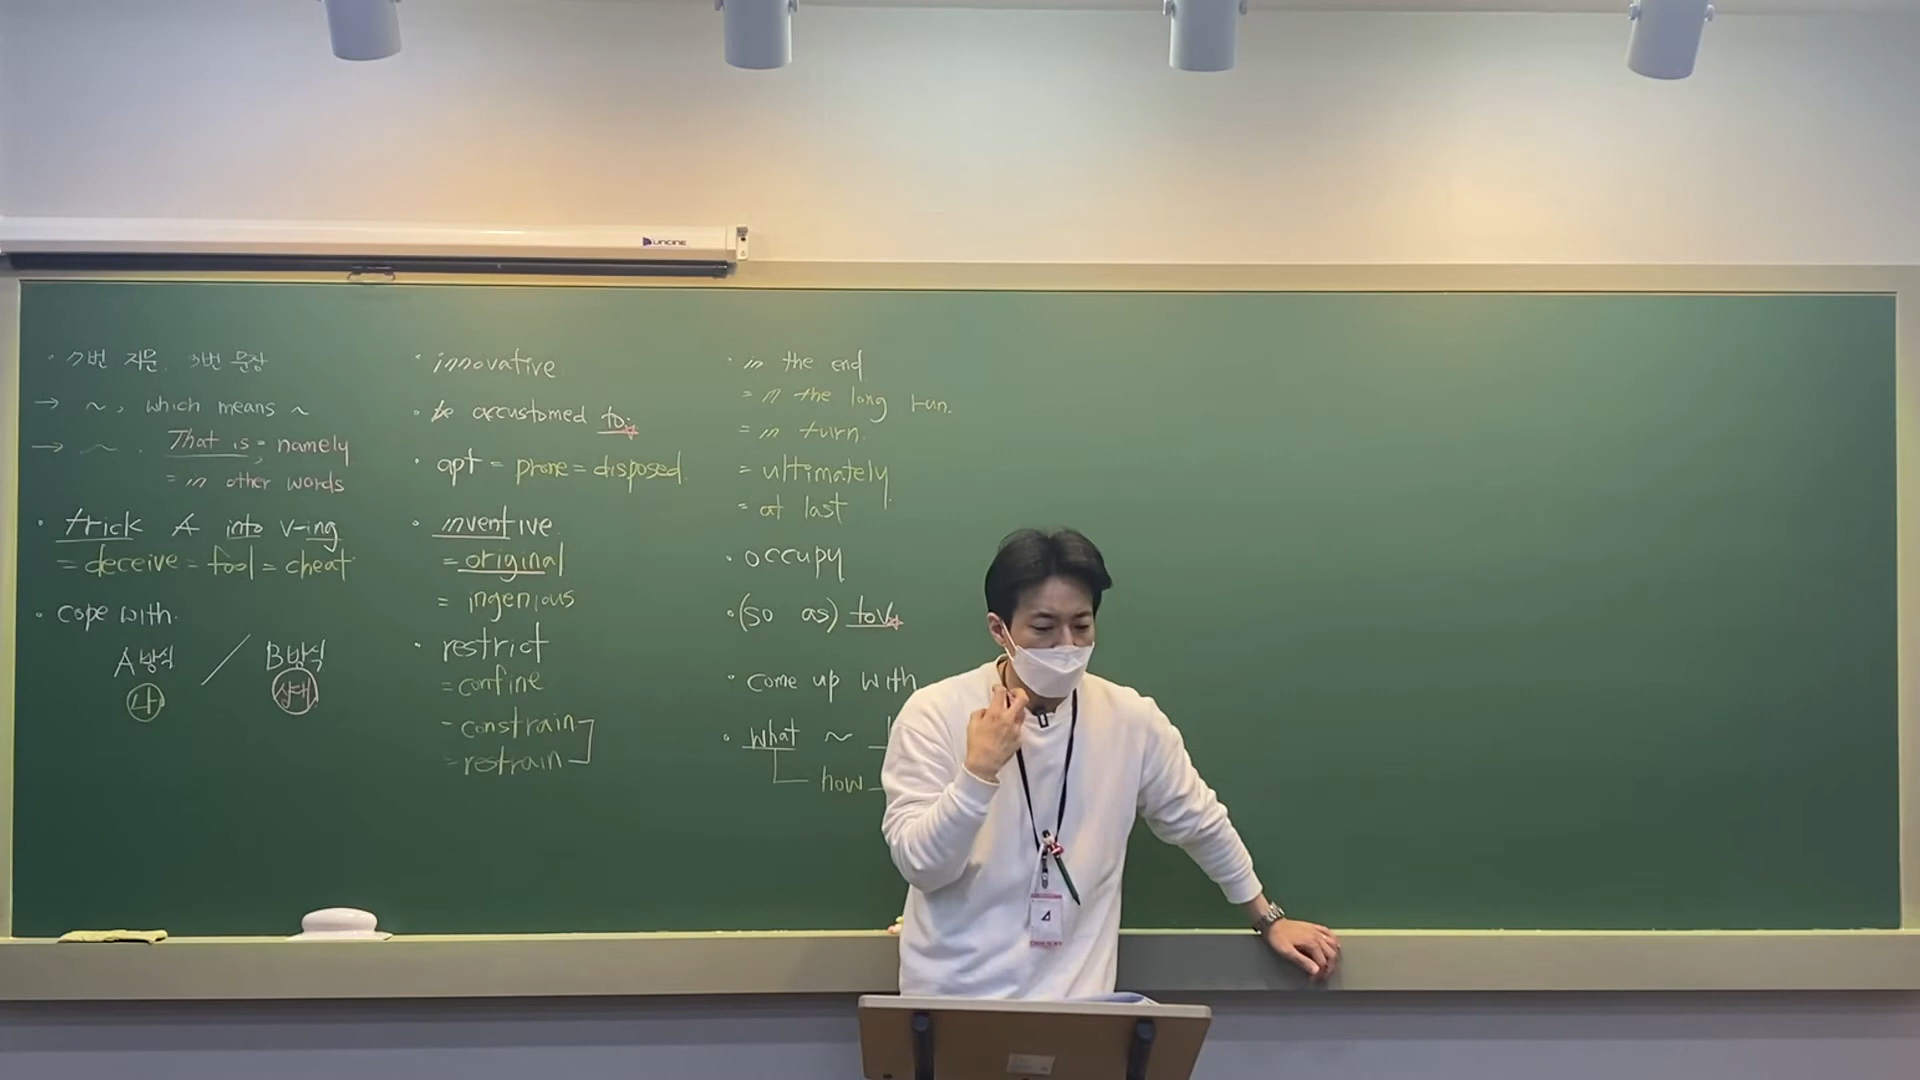 UNCINE
· 7번 지문, 3번 문장
→ ~, which means ~
→ ~. That is; namely
= in other words
· trick A into v-ing
= deceive = fool = cheat
· cope with
A방식 / B방식
나 상대
· innovative
· be accustomed to
· apt = prone = disposed
· inventive
= original
= ingenious
· restrict
= confine
- constrain
= restrain
· in the end
= in the long run.
= in turn.
= ultimately
= at last
· occupy
· (so as) to v
· come up with
· what ~
how